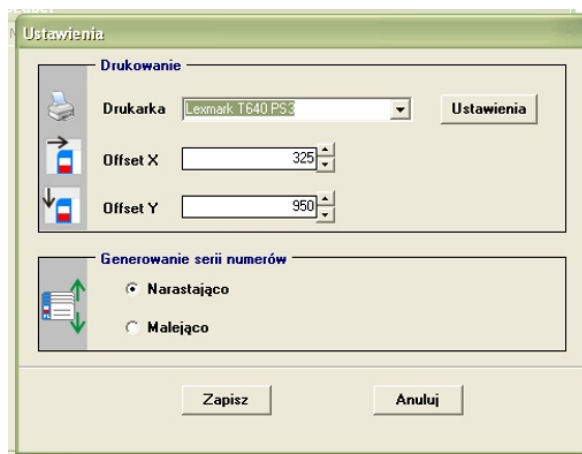 Ustawienia
Drukowanie
Drukarka Lexmark T640 PS3 Ustawienia
Offset X 325
Offset Y 950
Generowanie serii numerów
Narastająco
Malejąco
Zapisz Anuluj